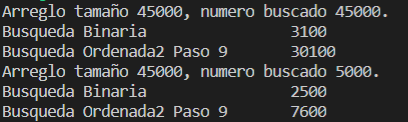 Arreglo tamaño 45000, numero buscado 45000.
Busqueda Binaria 3100
Busqueda Ordenada2 Paso 9 30100
Arreglo tamaño 45000, numero buscado 5000.
Busqueda Binaria 2500
Busqueda Ordenada2 Paso 9 7600